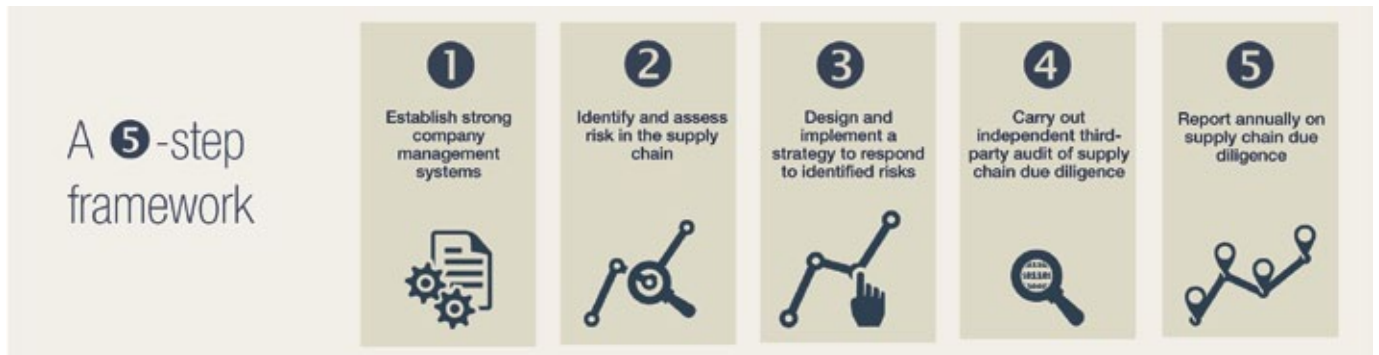 A 5-step
framework
1
Establish strong
company
management
systems
2
Identify and assess
risk in the supply
chain
3
Design and
implement a
strategy to respond
to identified risks
4
Carry out
independent third-
party audit of supply
chain due diligence
5
Report annually on
supply chain due
diligence